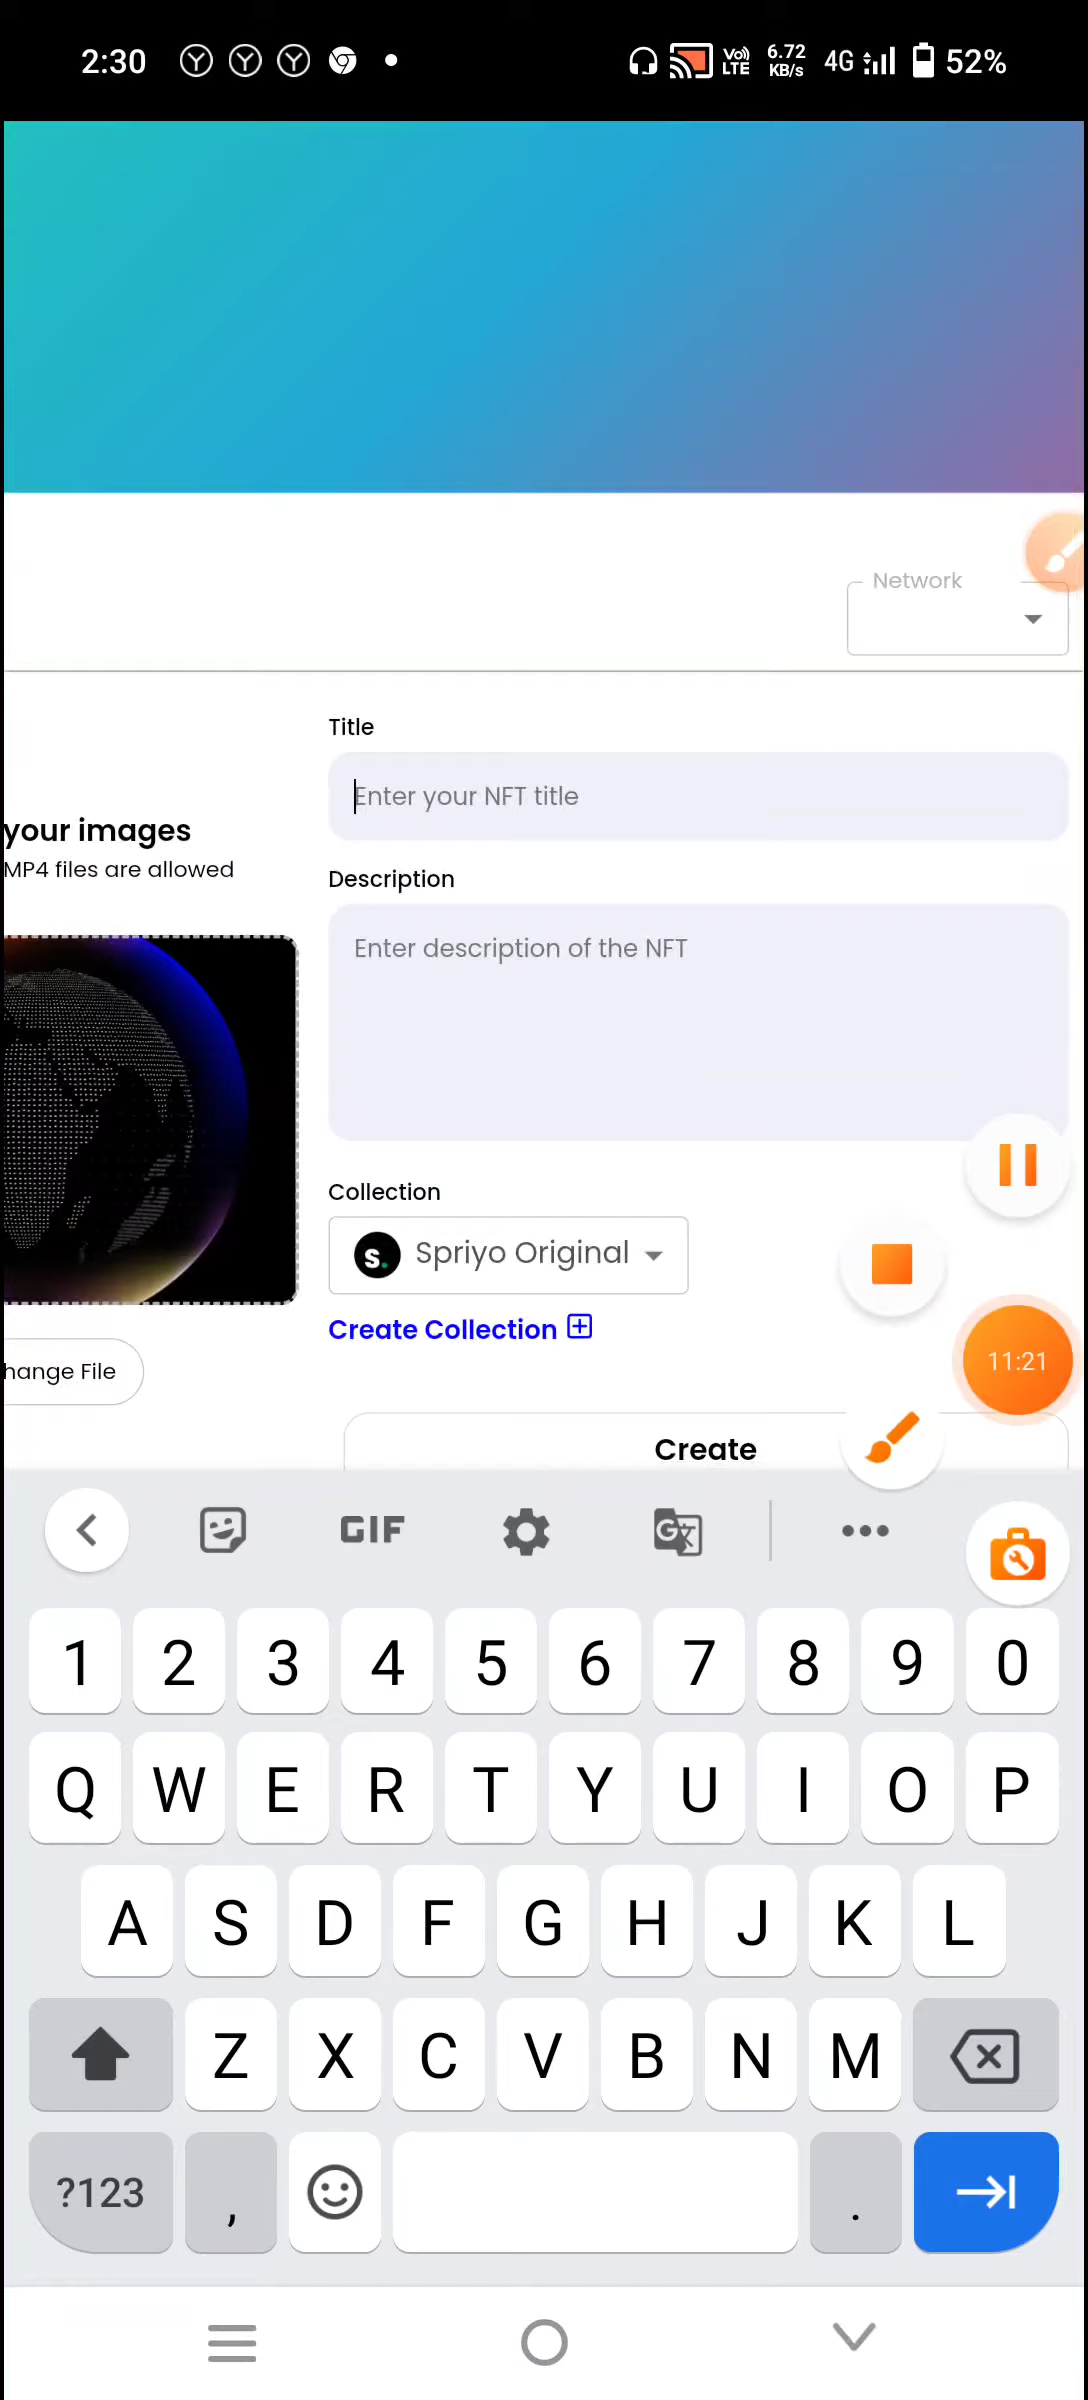 2:30
Vo)) LTE
6.72 KB/s
4G
52%
Network
Title
Enter your NFT title
your images
MP4 files are allowed
Description
Enter description of the NFT
Collection
s. Spriyo Original
Create Collection
hange File
11:21
Create
GIF
1 2 3 4 5 6 7 8 9 0
Q W E R T Y U I O P
A S D F G H J K L
Z X C V B N M
?123 , .